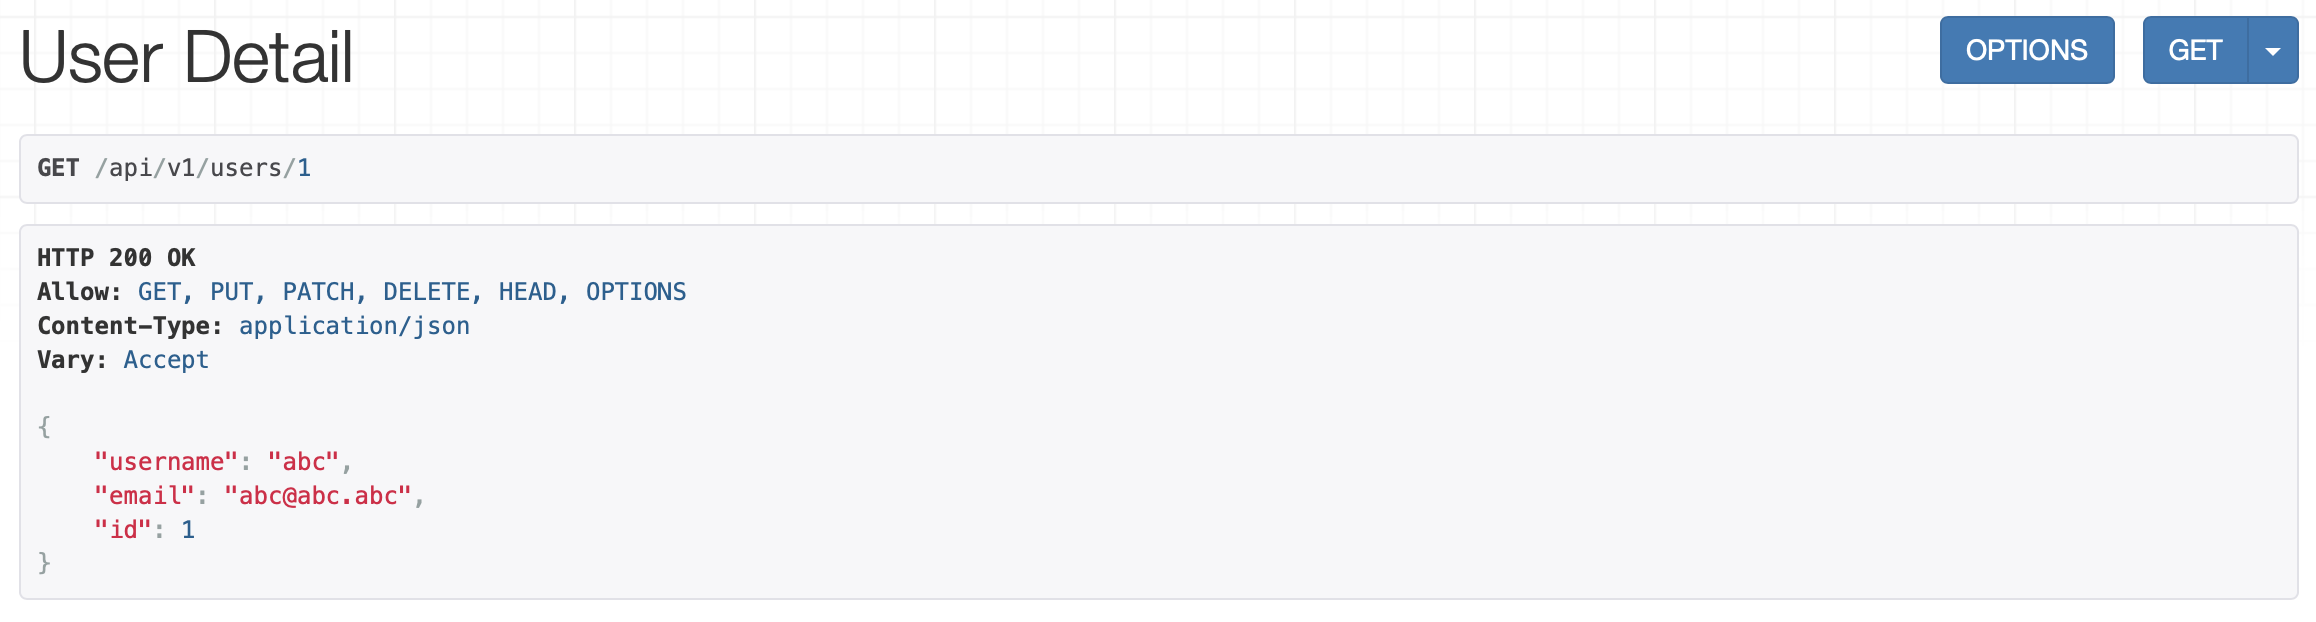 User Detail
OPTIONS
GET
GET /api/v1/users/1
HTTP 200 OK
Allow: GET, PUT, PATCH, DELETE, HEAD, OPTIONS
Content-Type: application/json
Vary: Accept
{
    "username": "abc",
    "email": "abc@abc.abc",
    "id": 1
}